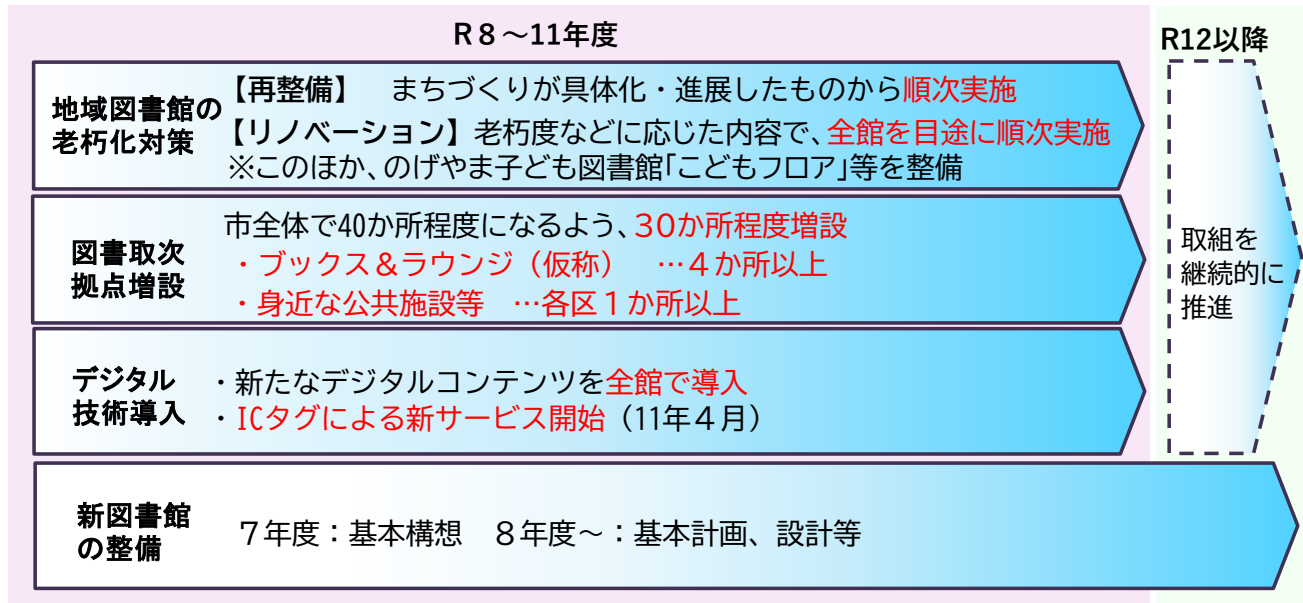 R８～11年度
R12以降
地域図書館の
老朽化対策
【再整備】　まちづくりが具体化・進展したものから順次実施
【リノベーション】老朽度などに応じた内容で、全館を目途に順次実施
※このほか、のげやま子ども図書館「こどもフロア」等を整備
図書取次
拠点増設
市全体で40か所程度になるよう、３０か所程度増設
・ブックス＆ラウンジ（仮称）　…４か所以上
・身近な公共施設等　…各区１か所以上
デジタル
技術導入
・新たなデジタルコンテンツを全館で導入
・ICタグによる新サービス開始（11年４月）
取組を
継続的に
推進
新図書館
の整備
７年度：基本構想　８年度～：基本計画、設計等